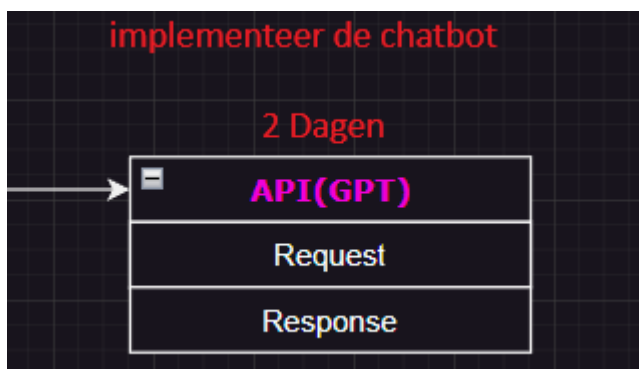 implementeer de chatbot
2 Dagen
API(GPT)
Request
Response